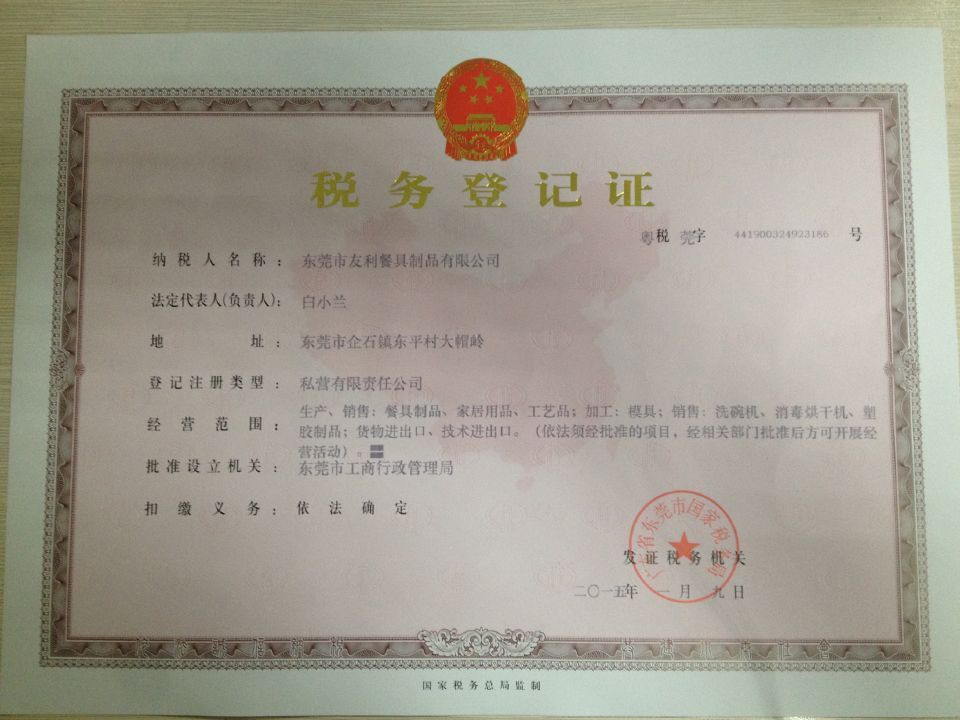 税务登记证
粤税 莞字 441900324923186 号
纳税人名称： 东莞市友利餐具制品有限公司
法定代表人(负责人)： 白小兰
地址： 东莞市企石镇东平村大帽岭
登记注册类型： 私营有限责任公司
经营范围： 生产、销售：餐具制品、家居用品、工艺品；加工：模具；销售：洗碗机、消毒烘干机、塑
胶制品；货物进出口、技术进出口。（依法须经批准的项目，经相关部门批准后方可开展经
营活动）。
批准设立机关： 东莞市工商行政管理局
扣缴义务： 依法确定
广东省东莞市国家税务局
发证税务机关
二〇一五年 一月 九日
国家税务总局监制